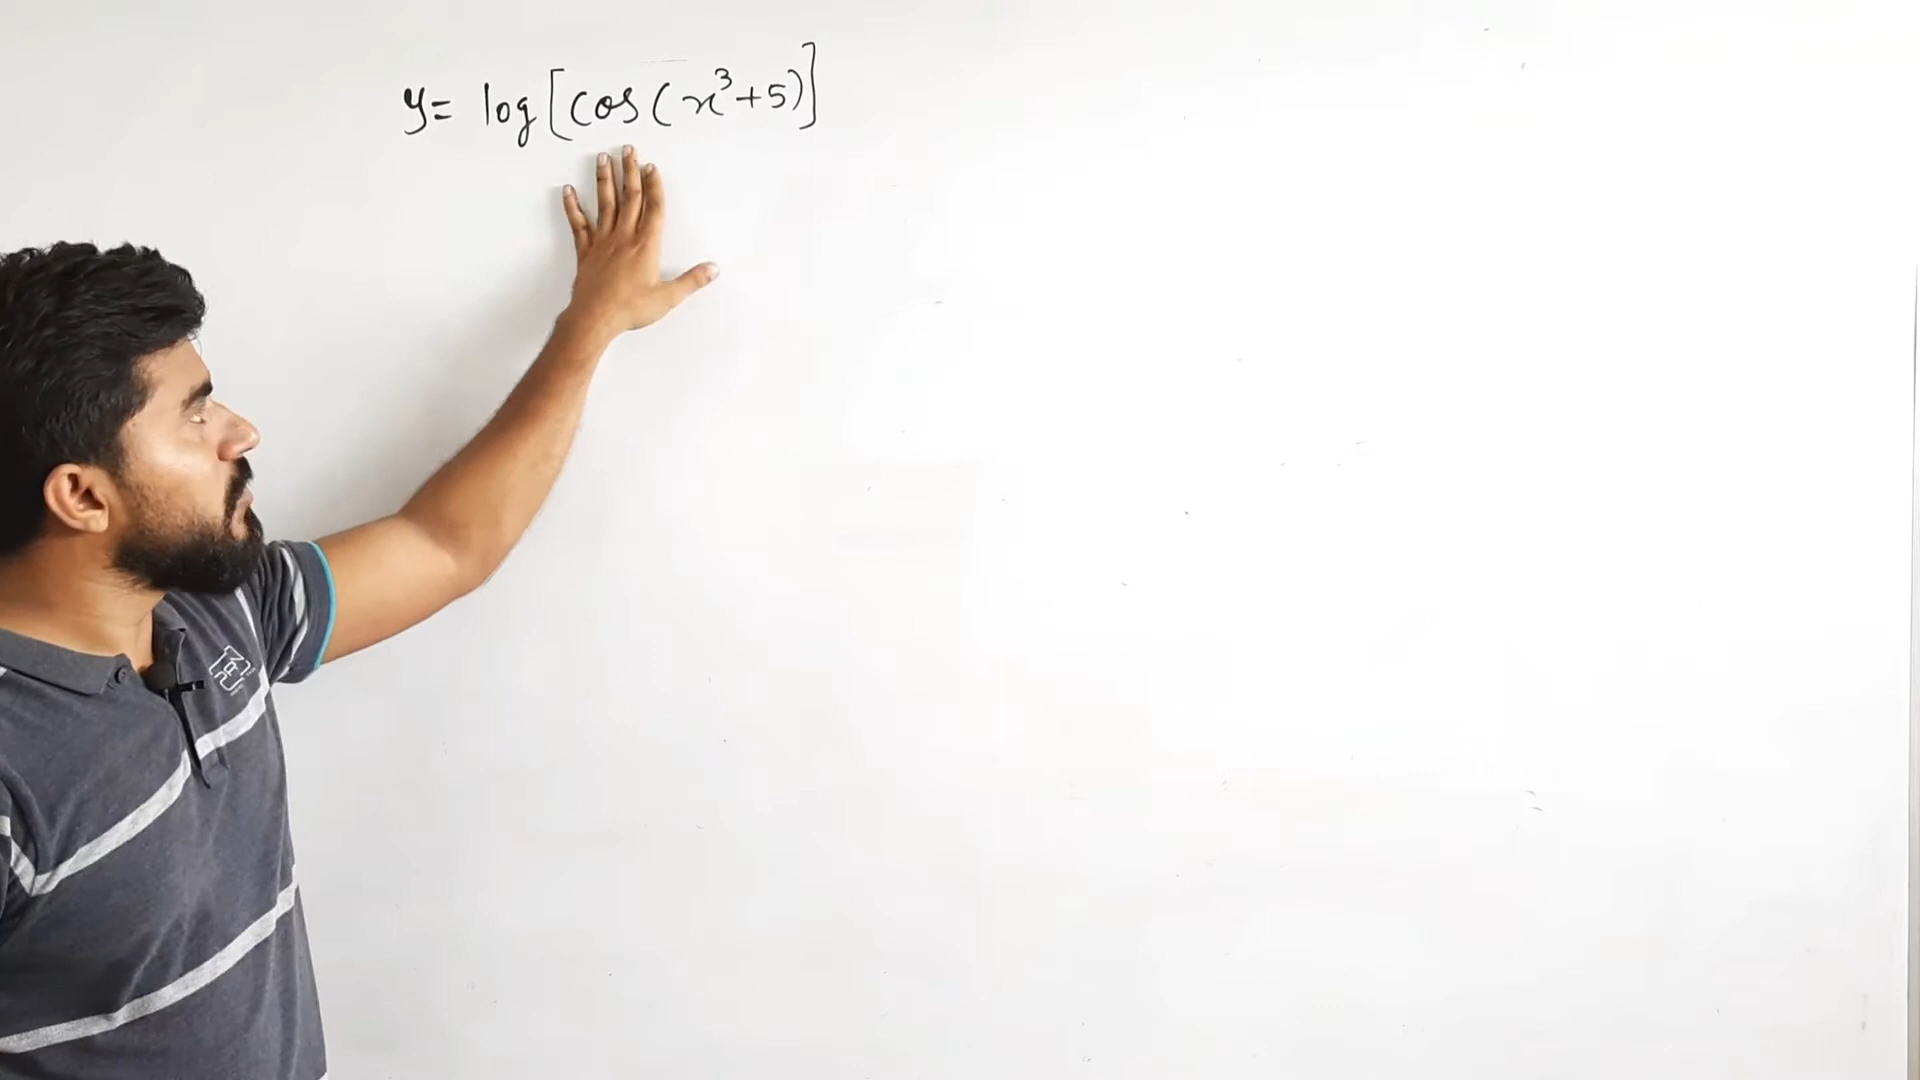 y = log[cos(x³+5)]